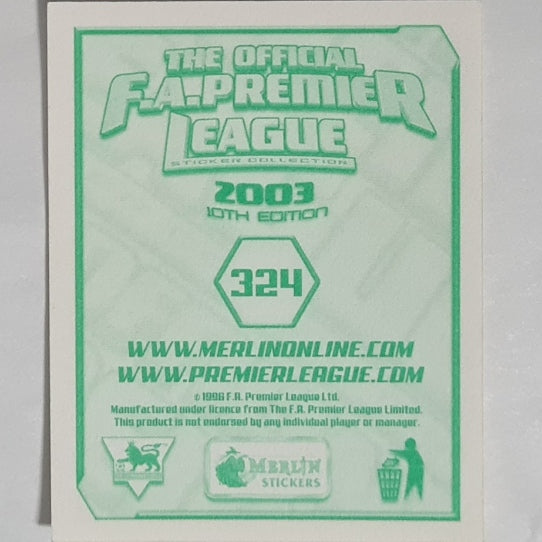 THE OFFICIAL
F.A. PREMIER
LEAGUE
STICKER COLLECTION
2003
10TH EDITION
324
WWW.MERLINONLINE.COM
WWW.PREMIERLEAGUE.COM
© 1996 F.A. Premier League Ltd.
Manufactured under licence from The F.A. Premier League Limited.
This product is not endorsed by any individual player or manager.
MERLIN
STICKERS